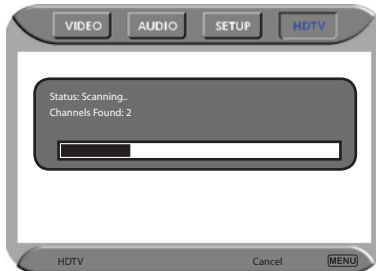 VIDEO AUDIO SETUP HDTV
Status: Scanning..
Channels Found: 2
HDTV Cancel MENU